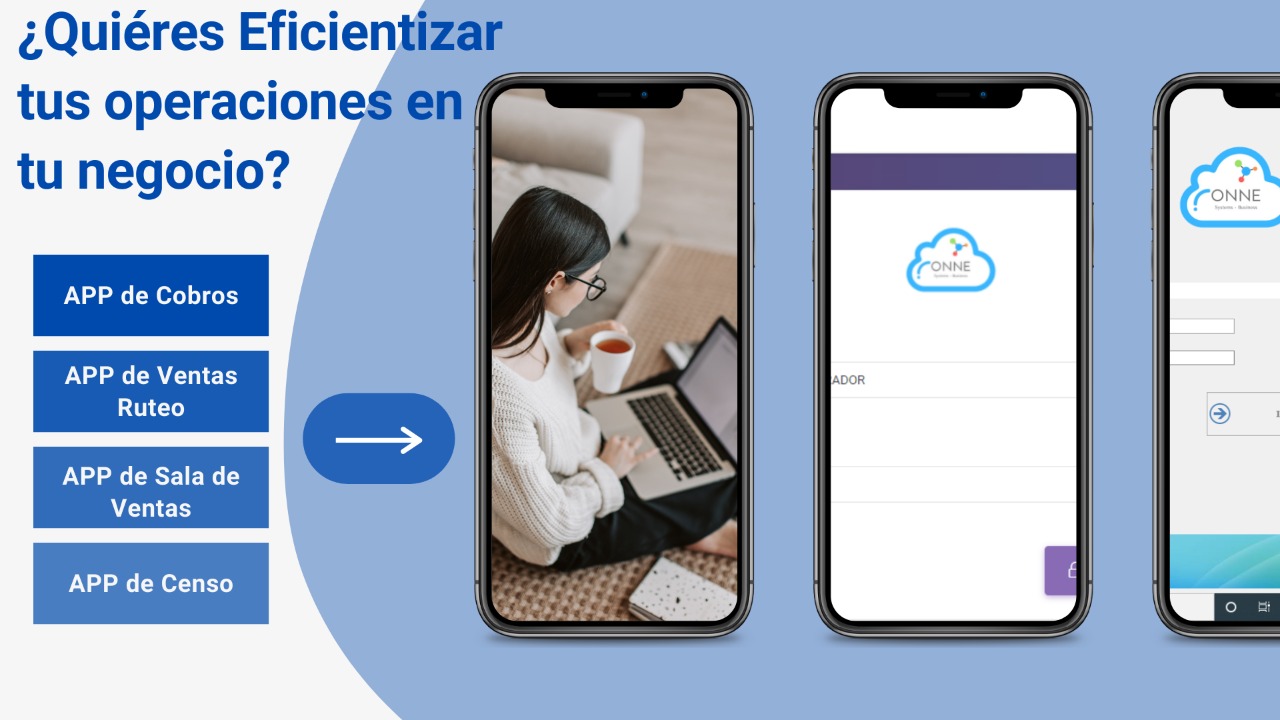 ¿Quiéres Eficientizar
tus operaciones en
tu negocio?
APP de Cobros
APP de Ventas
Ruteo
APP de Sala de
Ventas
APP de Censo
ONNE
Systems - Business
RADOR
ONNE
Systems - Business